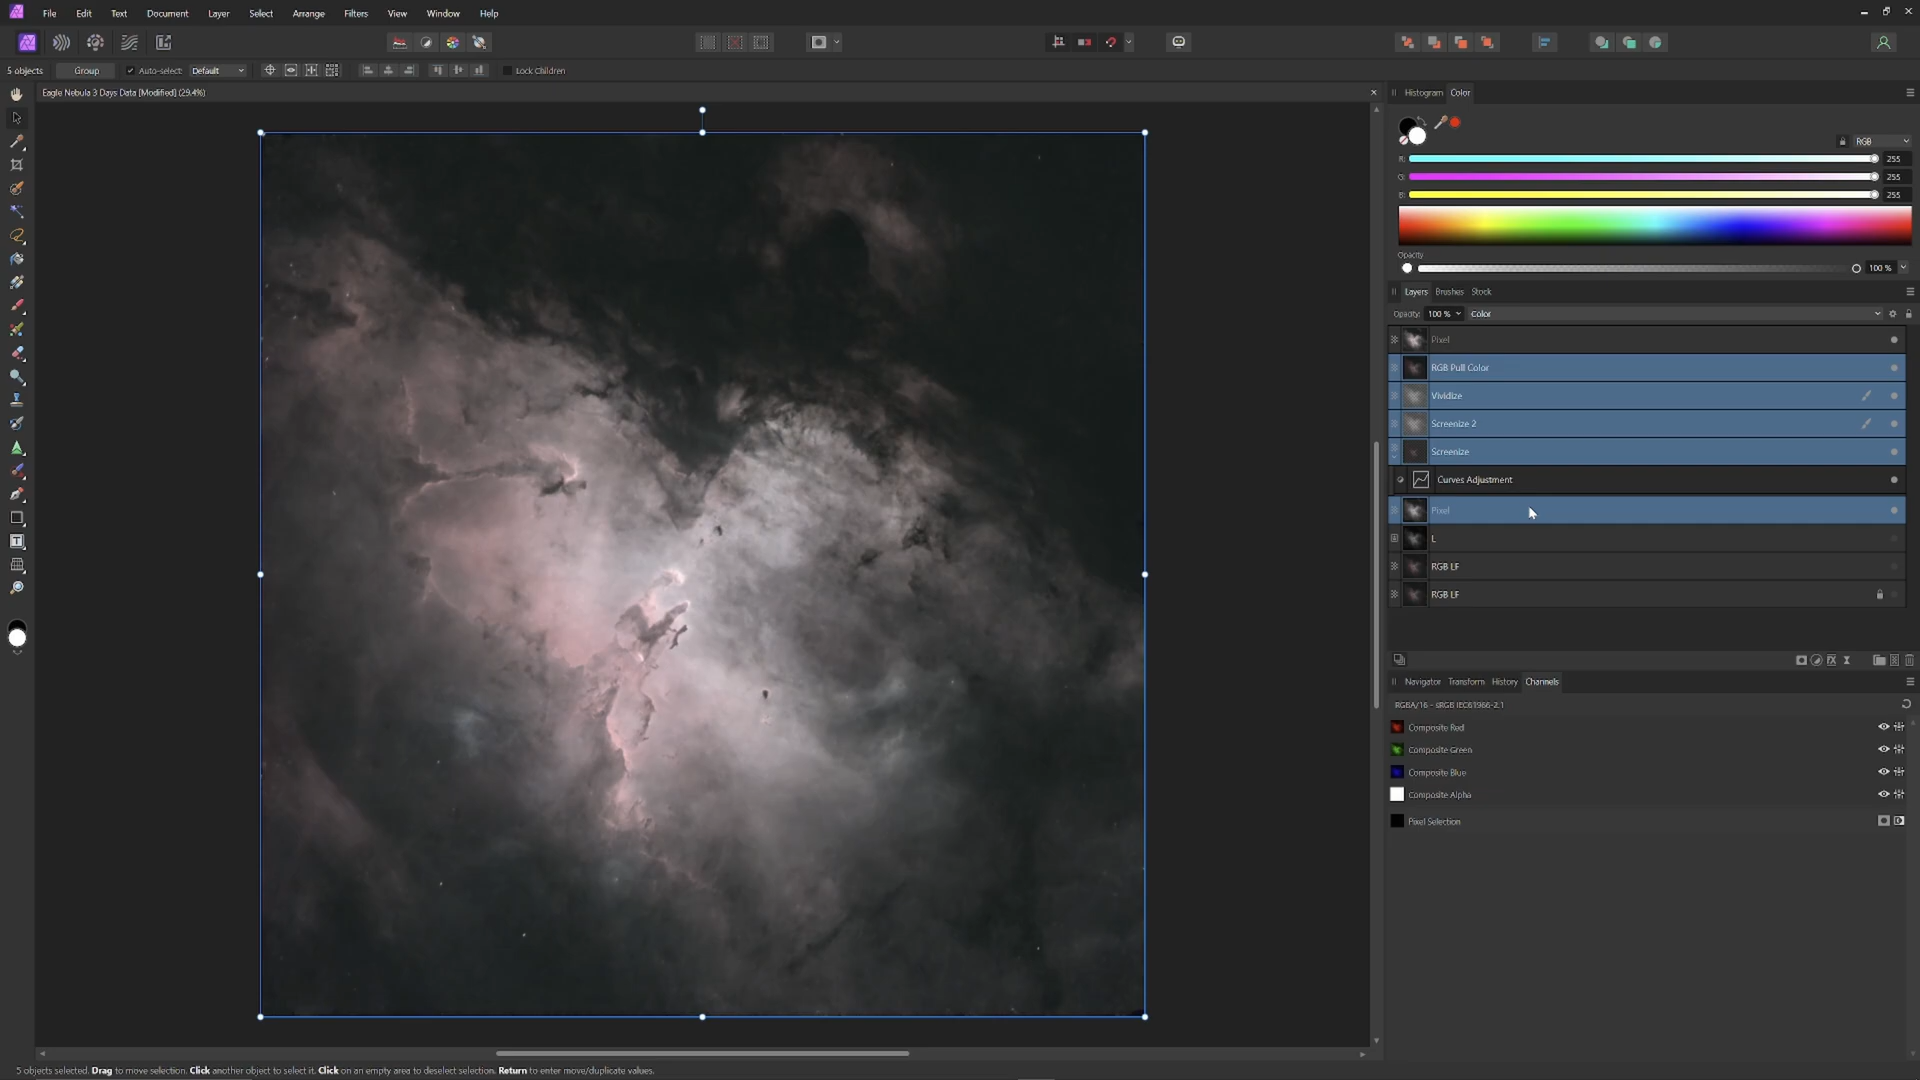 File Edit Text Document Layer Select Arrange Filters View Window Help
5 objects Group Auto-select: Default Lock Children
Eagle Nebula 3 Days Data [Modified] (29.4%)
Histogram Color
RGB
R: 255
G: 255
B: 255
Opacity
100 %
Layers Brushes Stock
Opacity: 100 % Color
Pixel
RGB Pull Color
Vividize
Screenize 2
Screenize
Curves Adjustment
Pixel
L
RGB LF
RGB LF
Navigator Transform History Channels
RGBA/16 - sRGB IEC61966-2.1
Composite Red
Composite Green
Composite Blue
Composite Alpha
Pixel Selection
5 objects selected. Drag to move selection. Click another object to select it. Click on an empty area to deselect selection. Return to enter move/duplicate values.